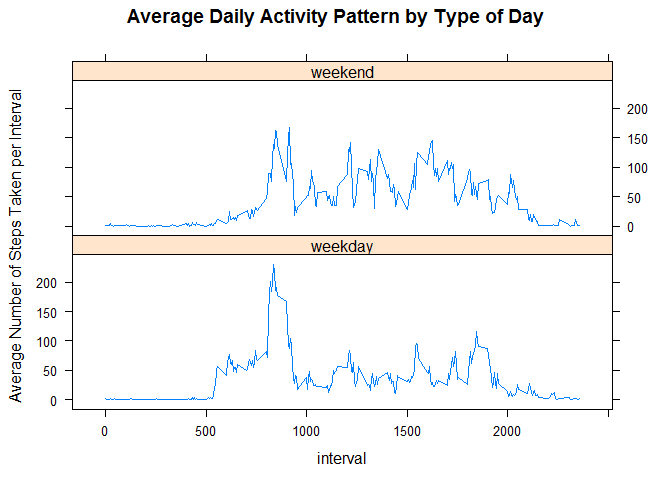 Average Daily Activity Pattern by Type of Day
weekend
200
150
100
50
0
weekday
200
150
100
50
0
0 500 1000 1500 2000
interval
Average Number of Steps Taken per Interval